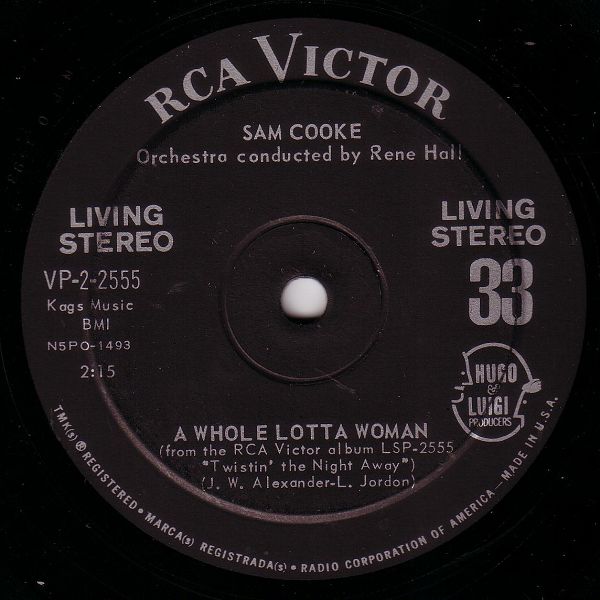 RCA VICTOR
SAM COOKE
Orchestra conducted by Rene Hall
LIVING
STEREO
VP-2-2555
Kags Music
BMI
N5PO-1493
2:15
LIVING
STEREO
33
HUGO
&
LUIGI
PRODUCERS
A WHOLE LOTTA WOMAN
(from the RCA Victor album LSP-2555
"Twistin' the Night Away")
(J. W. Alexander-L. Jordon)
TMK(s) ® REGISTERED • MARCA(s) REGISTRADA(s) • RADIO CORPORATION OF AMERICA—MADE IN U.S.A.